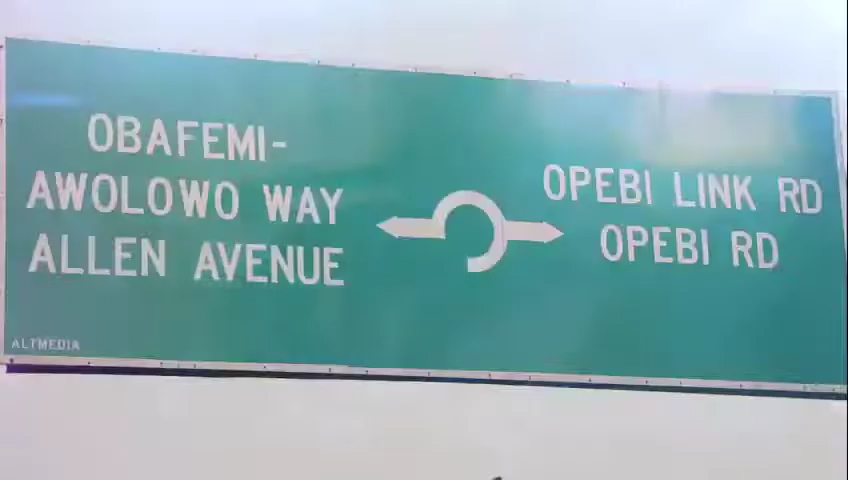 OBAFEMI-
AWOLOWO WAY
ALLEN AVENUE
OPEBI LINK RD
OPEBI RD
ALTMEDIA